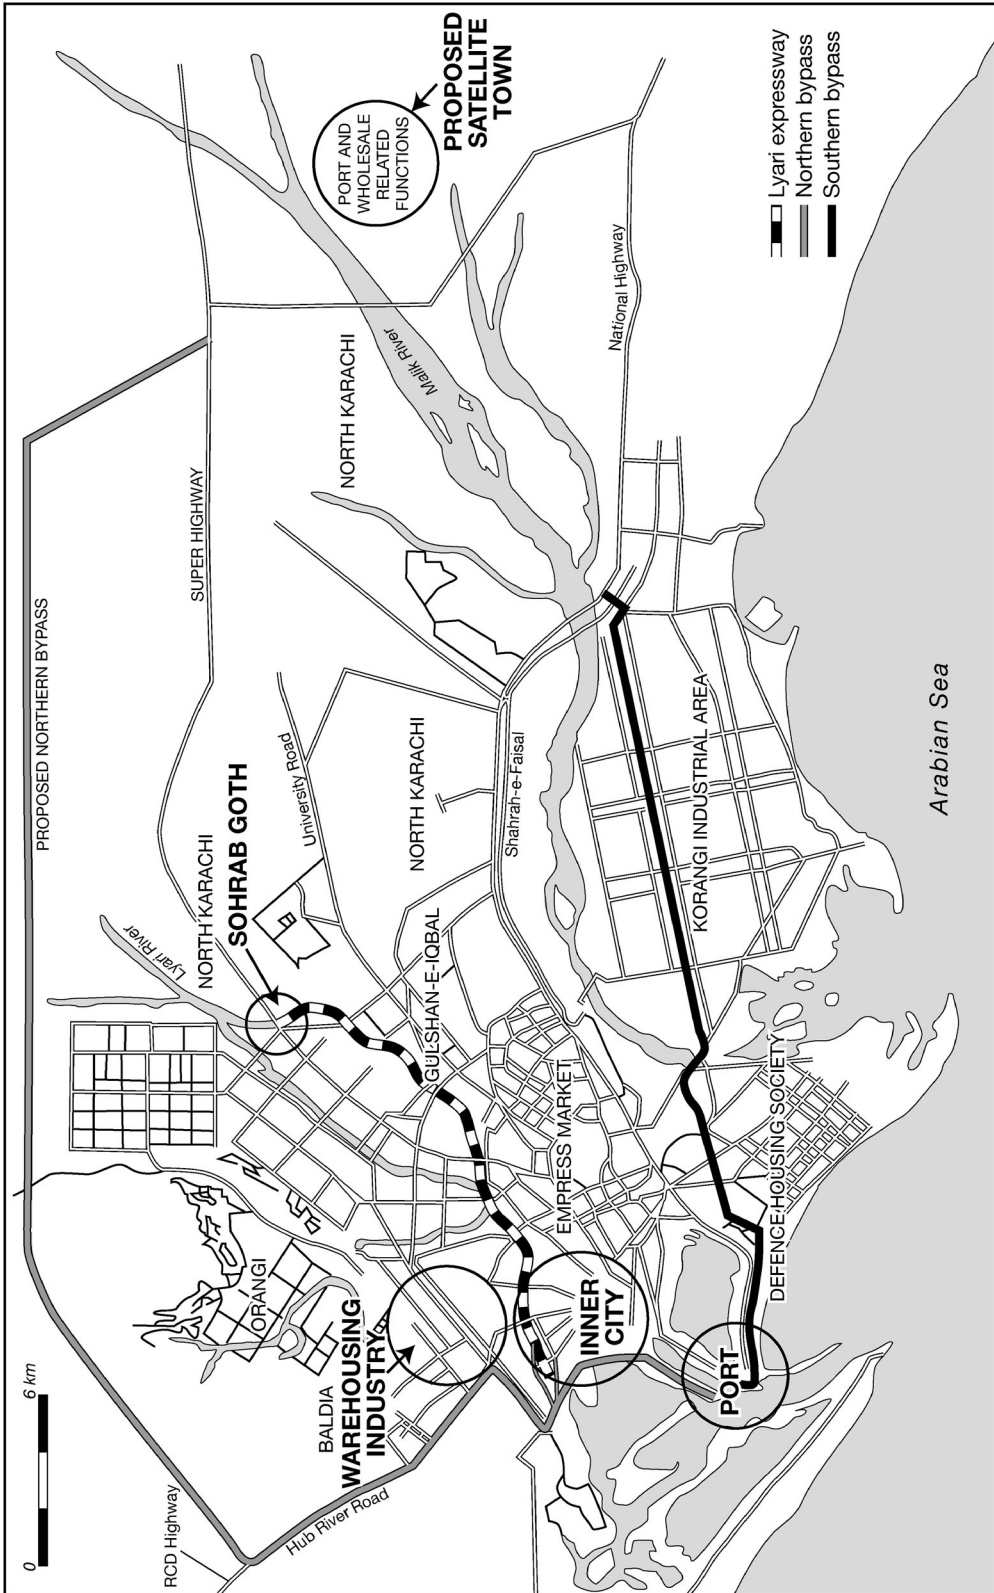 PROPOSED NORTHERN BYPASS
SUPER HIGHWAY
PORT AND
WHOLESALE
RELATED
FUNCTIONS
PROPOSED
SATELLITE
TOWN
0
6 km
RCD Highway
Hub River Road
ORANGI
BALDIA
WAREHOUSING
INDUSTRY
Lyari River
NORTH KARACHI
SOHRAB GOTH
University Road
NORTH KARACHI
NORTH KARACHI
Malik River
GULSHAN-E-IQBAL
Shahrah-e-Faisal
National Highway
EMPRESS MARKET
INNER
CITY
PORT
DEFENCE HOUSING SOCIETY
KORANGI INDUSTRIAL AREA
Arabian Sea
Lyari expressway
Northern bypass
Southern bypass